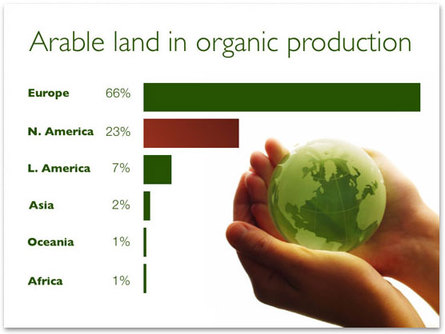 Arable land in organic production
Europe 66%
N. America 23%
L. America 7%
Asia 2%
Oceania 1%
Africa 1%